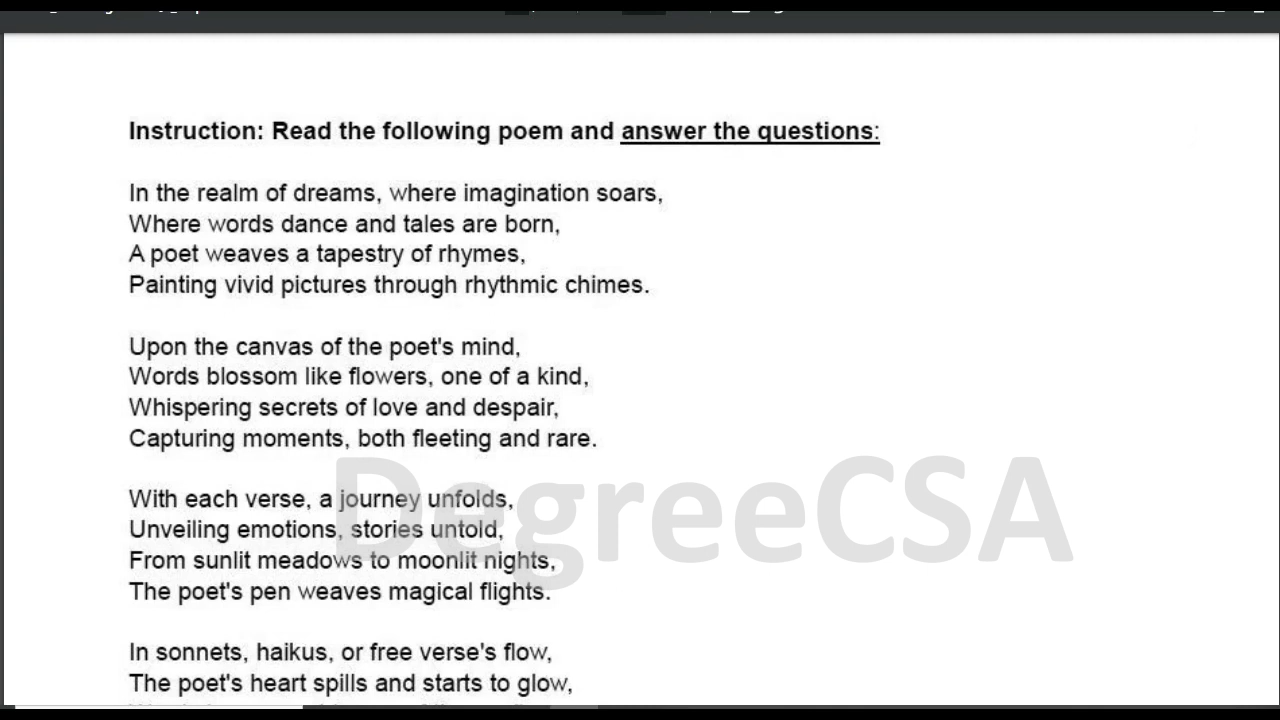 Instruction: Read the following poem and answer the questions:
In the realm of dreams, where imagination soars,
Where words dance and tales are born,
A poet weaves a tapestry of rhymes,
Painting vivid pictures through rhythmic chimes.
Upon the canvas of the poet's mind,
Words blossom like flowers, one of a kind,
Whispering secrets of love and despair,
Capturing moments, both fleeting and rare.
With each verse, a journey unfolds,
Unveiling emotions, stories untold,
From sunlit meadows to moonlit nights,
The poet's pen weaves magical flights.
In sonnets, haikus, or free verse's flow,
The poet's heart spills and starts to glow,
DegreeCSA